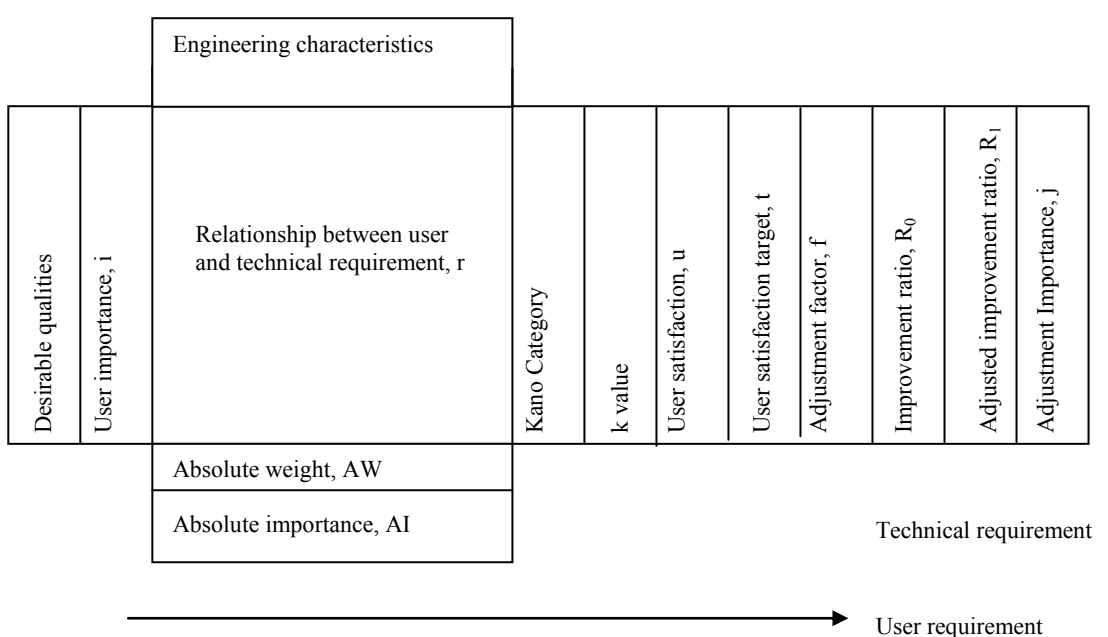 Engineering characteristics
Desirable qualities
User importance, i
Relationship between user
and technical requirement, r
Kano Category
k value
User satisfaction, u
User satisfaction target, t
Adjustment factor, f
Improvement ratio, R₀
Adjusted improvement ratio, R₁
Adjustment Importance, j
Absolute weight, AW
Absolute importance, AI
Technical requirement
User requirement